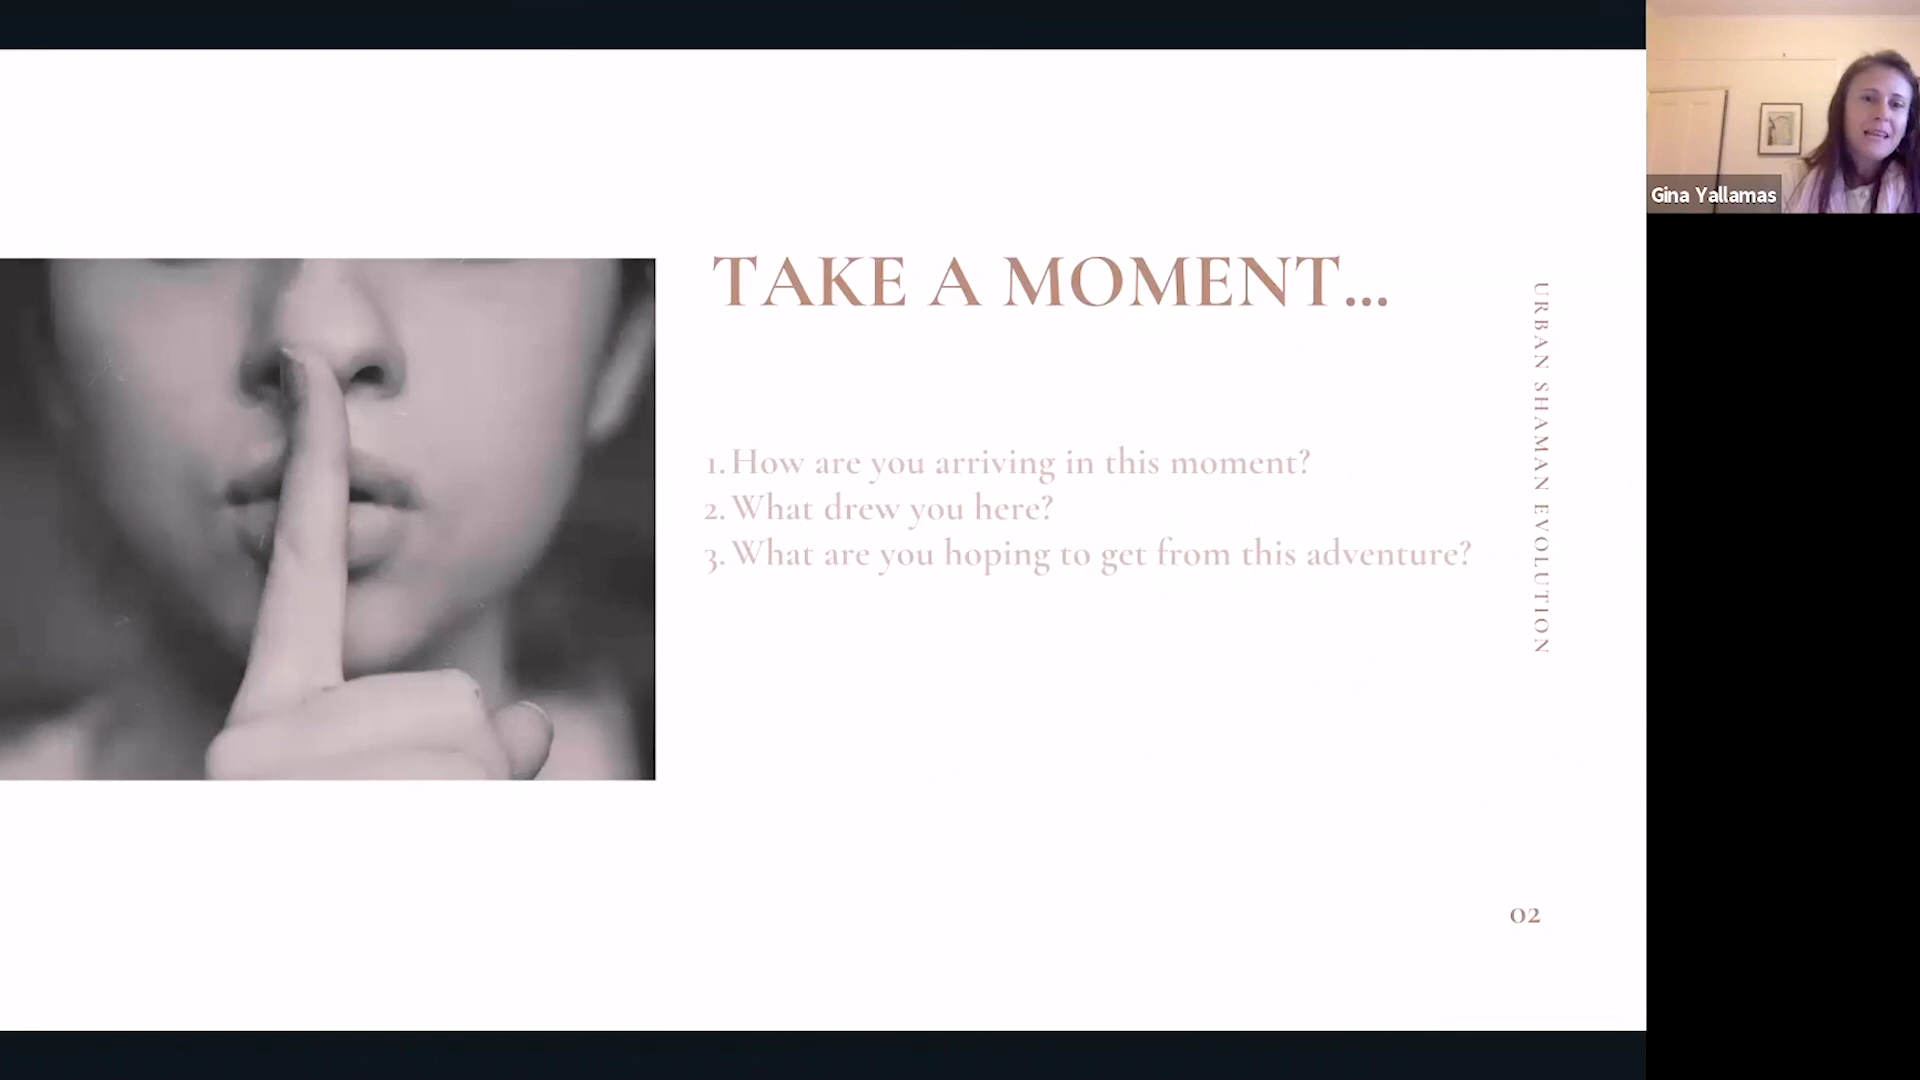 TAKE A MOMENT...
1. How are you arriving in this moment?
2. What drew you here?
3. What are you hoping to get from this adventure?
URBAN SHAMAN EVOLUTION
02
Gina Yallamas